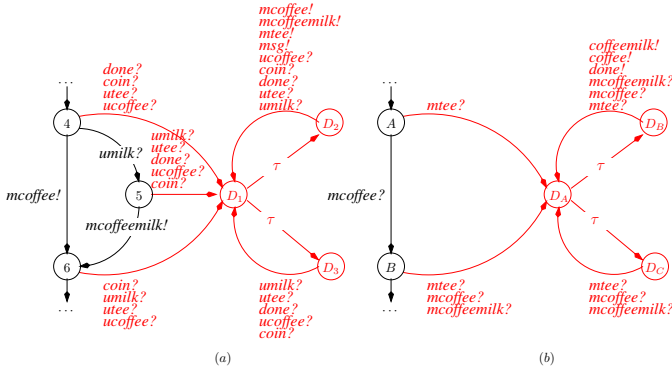 mcoffee!
mcoffeemilk!
mtee!
msg!
ucoffee?
coin?
done?
utee?
umilk?
done?
coin?
utee?
ucoffee?
...
4
D2
umilk?
umilk?
utee?
done?
ucoffee?
coin?
τ
mcoffee!
5
D1
mcoffeemilk!
τ
6
D3
...
coin?
umilk?
utee?
ucoffee?
umilk?
utee?
done?
ucoffee?
coin?
(a)
coffeemilk!
coffee!
done!
mcoffeemilk?
mcoffee?
mtee?
...
mtee?
A
DB
τ
mcoffee?
DA
τ
B
DC
...
mtee?
mcoffee?
mcoffeemilk?
mtee?
mcoffee?
mcoffeemilk?
(b)